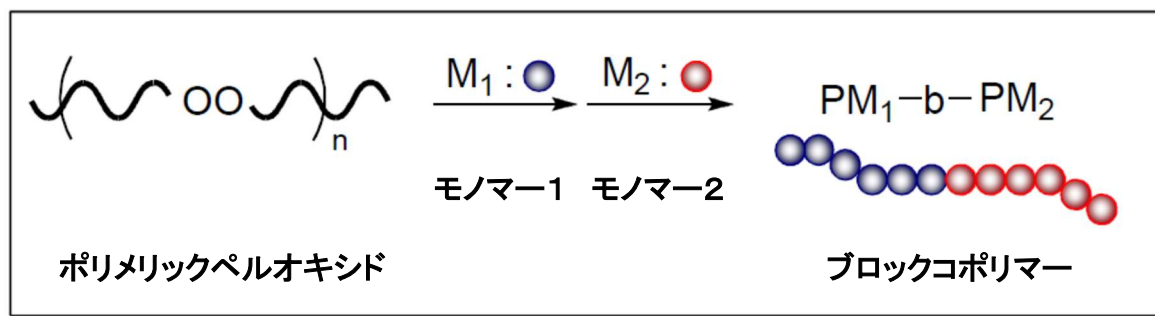 OO
n
M1 :
M2 :
PM1–b–PM2
モノマー1
モノマー2
ポリメリックペルオキシド
ブロックコポリマー